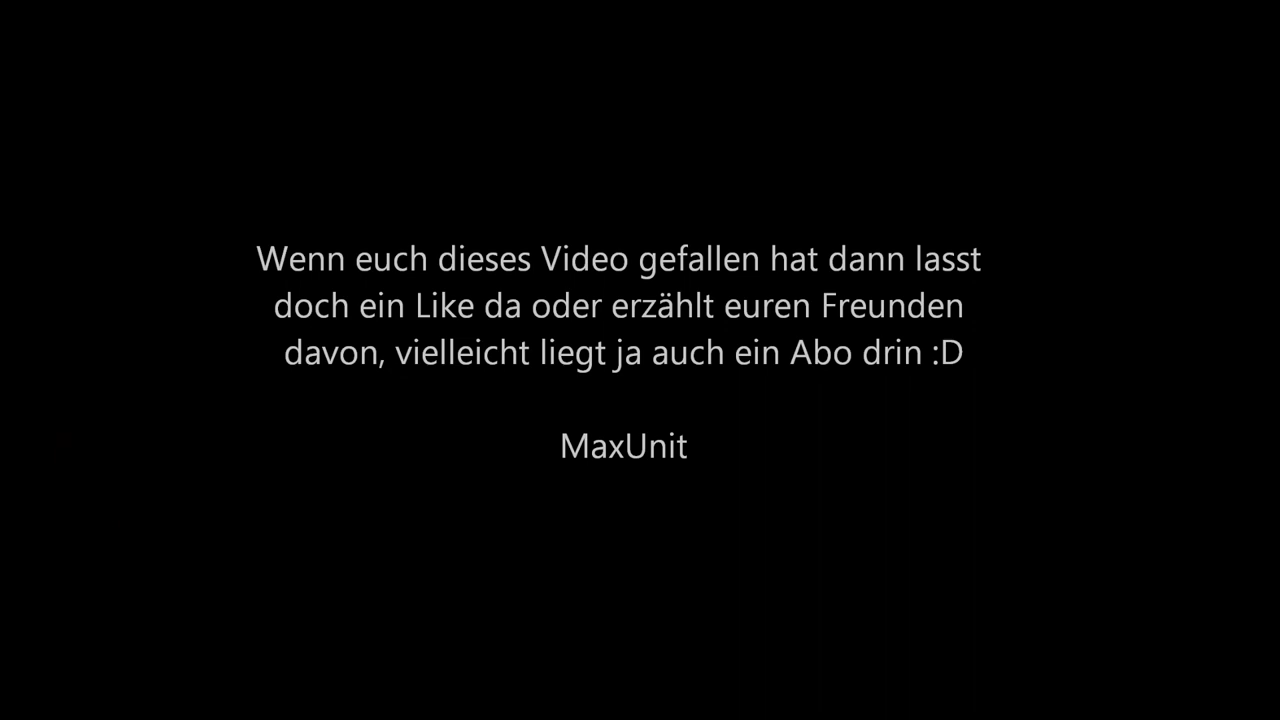 Wenn euch dieses Video gefallen hat dann lasst
doch ein Like da oder erzählt euren Freunden
davon, vielleicht liegt ja auch ein Abo drin :D
MaxUnit